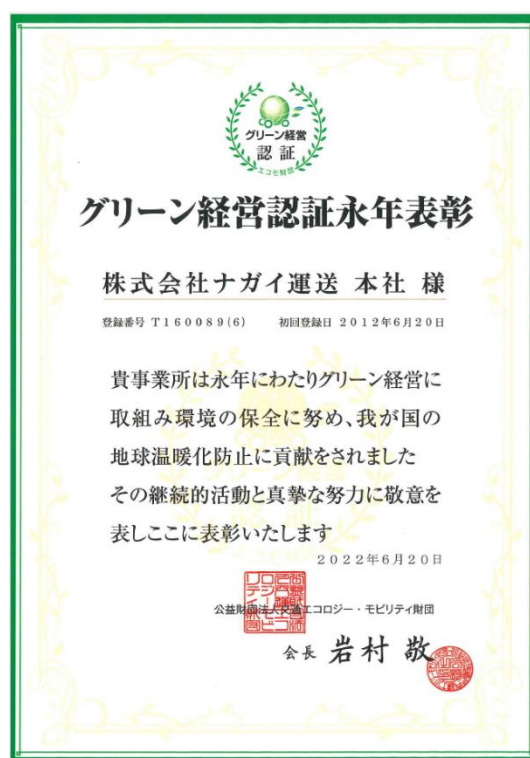 グリーン経営
認証
エコモ財団
グリーン経営認証永年表彰
株式会社ナガイ運送 本社 様
登録番号 T160089(6) 初回登録日 2012年6月20日
貴事業所は永年にわたりグリーン経営に
取組み環境の保全に努め、我が国の
地球温暖化防止に貢献をされました
その継続的活動と真摯な努力に敬意を
表しここに表彰いたします
2022年6月20日
公益財団法人交通エコロジー・モビリティ財団
会長 岩村 敬